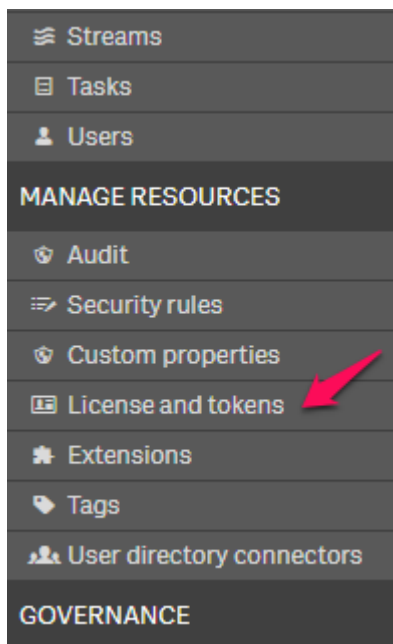 Streams
Tasks
Users
MANAGE RESOURCES
Audit
Security rules
Custom properties
License and tokens
Extensions
Tags
User directory connectors
GOVERNANCE